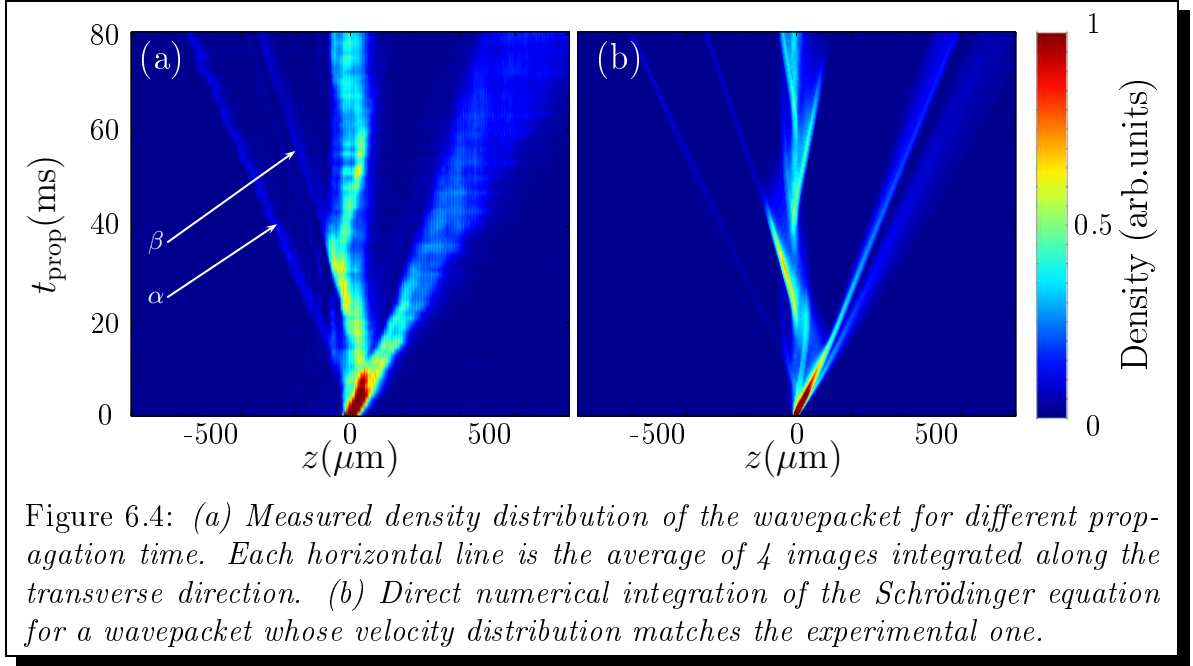 (a)
(b)
80
60
40
20
0
t_prop(ms)
β
α
-500 0 500
z(μm)
-500 0 500
z(μm)
1
0.5
0
Density (arb.units)
Figure 6.4: (a) Measured density distribution of the wavepacket for different prop-
agation time. Each horizontal line is the average of 4 images integrated along the
transverse direction. (b) Direct numerical integration of the Schrödinger equation
for a wavepacket whose velocity distribution matches the experimental one.